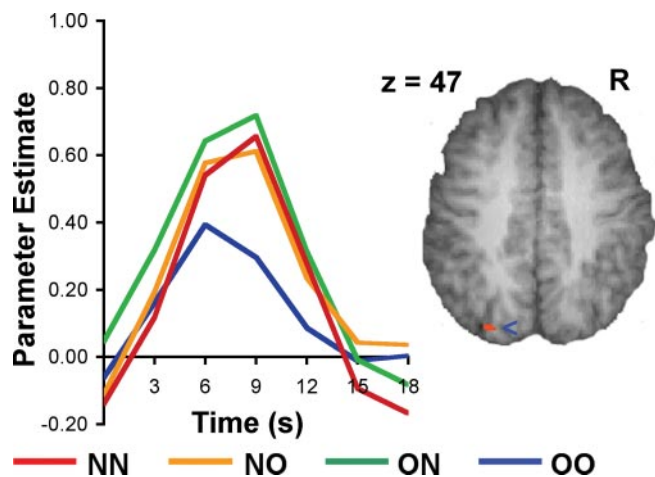 1.00
0.80
0.60
0.40
0.20
0.00
-0.20
Parameter Estimate
3 6 9 12 15 18
Time (s)
z = 47 R
<
NN NO ON OO